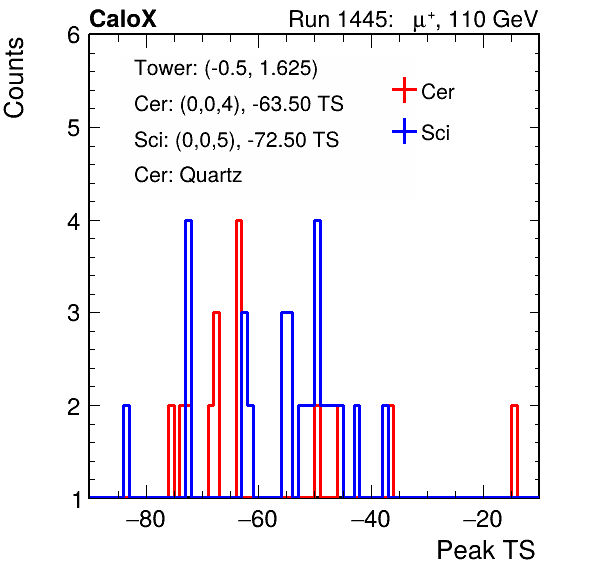 CaloX Run 1445: μ⁺, 110 GeV
Counts
6
Tower: (-0.5, 1.625)
Cer: (0,0,4), -63.50 TS
Sci: (0,0,5), -72.50 TS
Cer: Quartz
Cer
Sci
5
4
3
2
1
−80 −60 −40 −20
Peak TS